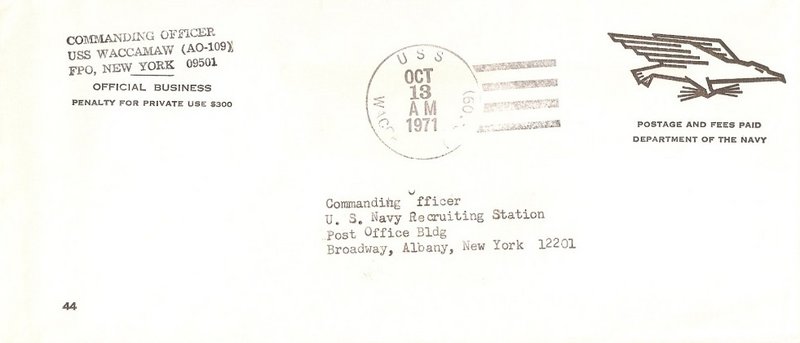 COMMANDING OFFICER
USS WACCAMAW (AO-109)
FPO, NEW YORK 09501
OFFICIAL BUSINESS
PENALTY FOR PRIVATE USE $300
USS
OCT
13
AM
1971
POSTAGE AND FEES PAID
DEPARTMENT OF THE NAVY
Commanding Officer
U. S. Navy Recruiting Station
Post Office Bldg
Broadway, Albany, New York 12201
44